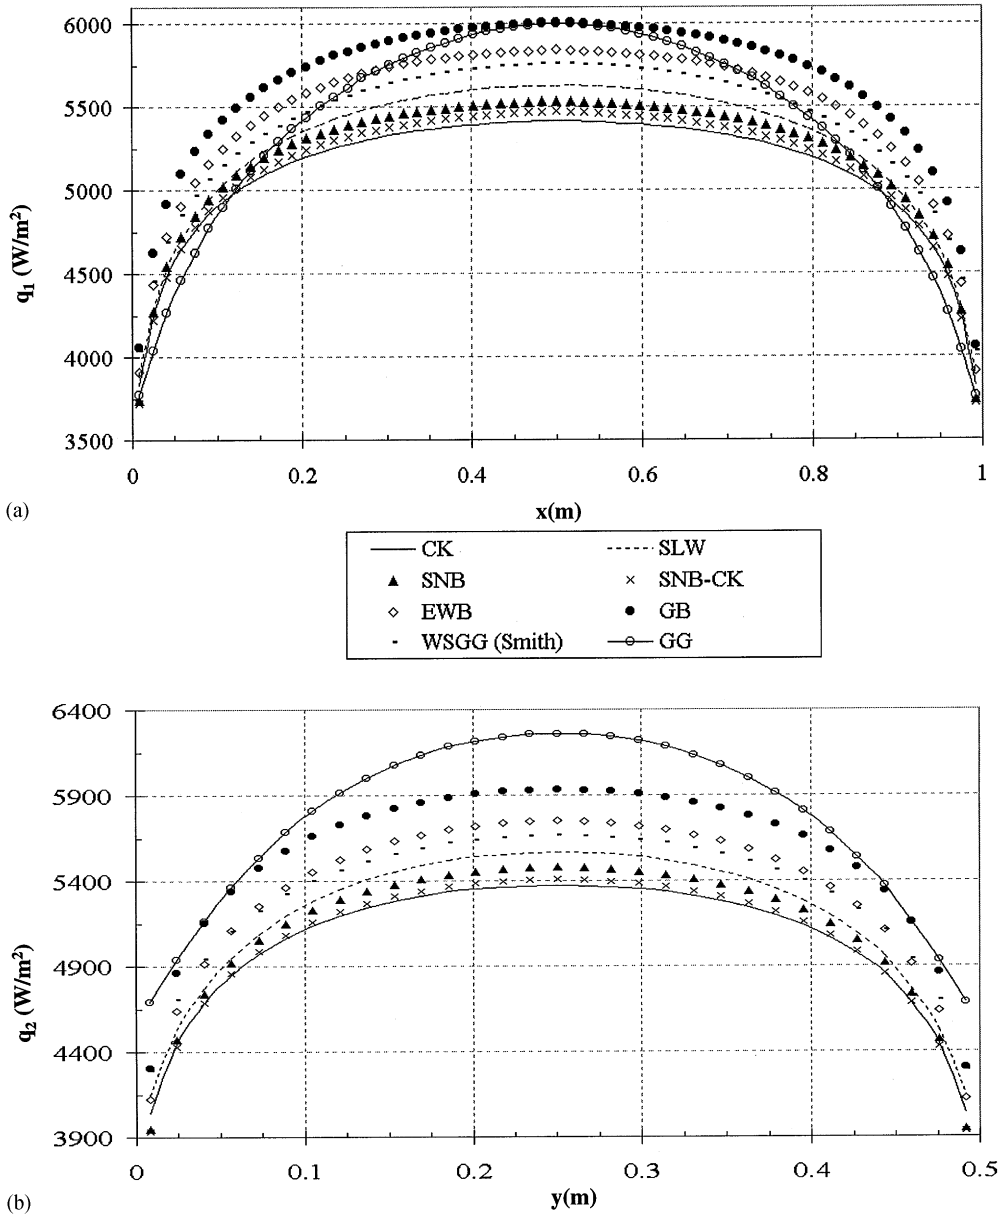 6000
5500
5000
4500
4000
3500
q1 (W/m²)
0 0.2 0.4 0.6 0.8 1
(a)
x(m)
CK SLW
SNB SNB-CK
EWB GB
WSGG (Smith) GG
6400
5900
5400
4900
4400
3900
q2 (W/m²)
0 0.1 0.2 0.3 0.4 0.5
(b)
y(m)